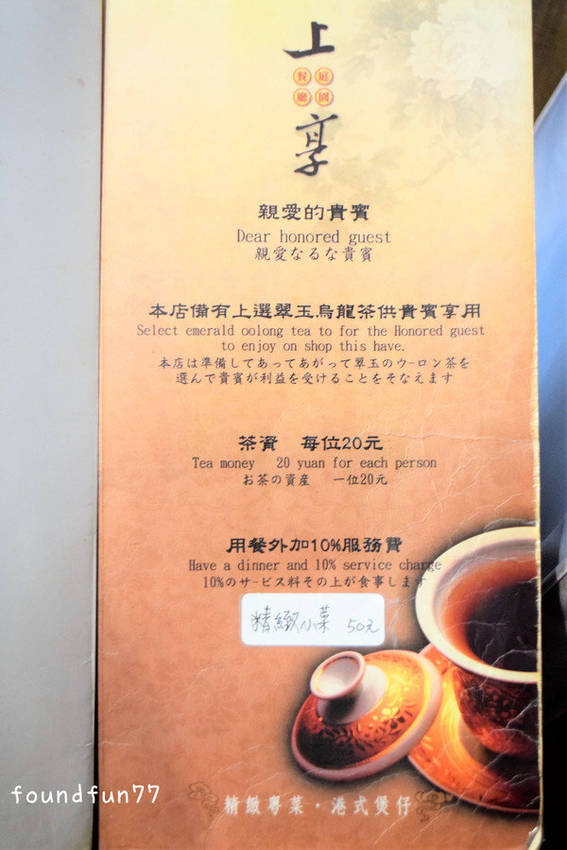 上
庭園
餐廳
享
親愛的貴賓
Dear honored guest
親愛なるな貴賓
本店備有上選翠玉烏龍茶供貴賓享用
Select emerald oolong tea to for the Honored guest
to enjoy on shop this have.
本店は準備してあってあがって翠玉のウ-ロン茶を
選んで貴賓が利益を受けることをそなえます
茶資 每位20元
Tea money 20 yuan for each person
お茶の資産 一位20元
用餐外加10%服務費
Have a dinner and 10% service charge
10%のサ-ビス料その上が食事します
精緻小菜 50元
精緻粵菜·港式煲仔
foundfun77